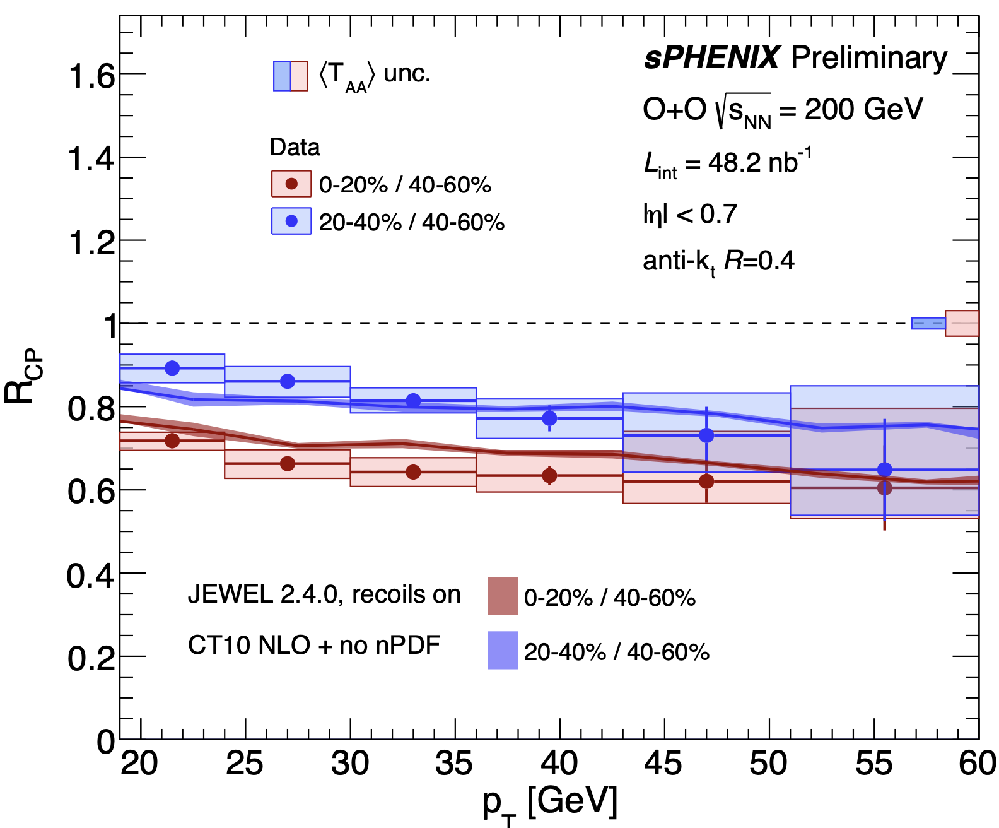 sPHENIX Preliminary
⟨T_AA⟩ unc.
O+O √s_NN = 200 GeV
Data
L_int = 48.2 nb^-1
0-20% / 40-60%
20-40% / 40-60%
|η| < 0.7
anti-k_t R=0.4
R_CP
1.6
1.4
1.2
1
0.8
0.6
0.4
0.2
0
JEWEL 2.4.0, recoils on
0-20% / 40-60%
CT10 NLO + no nPDF
20-40% / 40-60%
20 25 30 35 40 45 50 55 60
p_T [GeV]